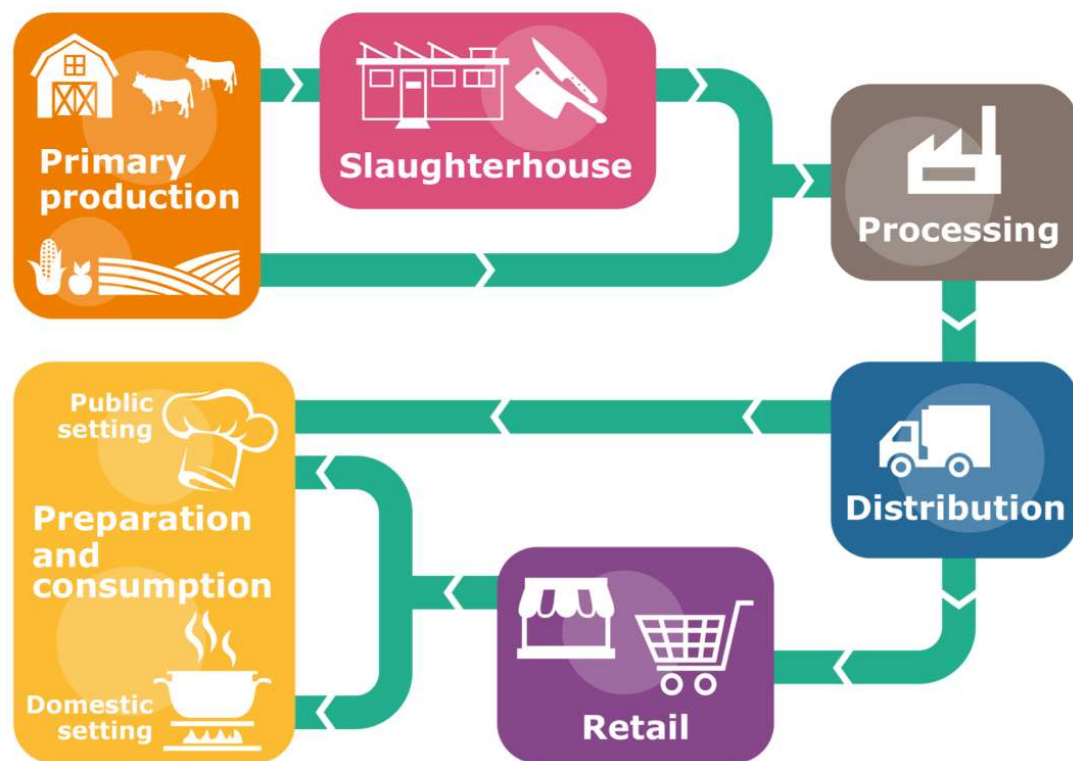 Primary
production
Slaughterhouse
Processing
Distribution
Retail
Public
setting
Preparation
and
consumption
Domestic
setting